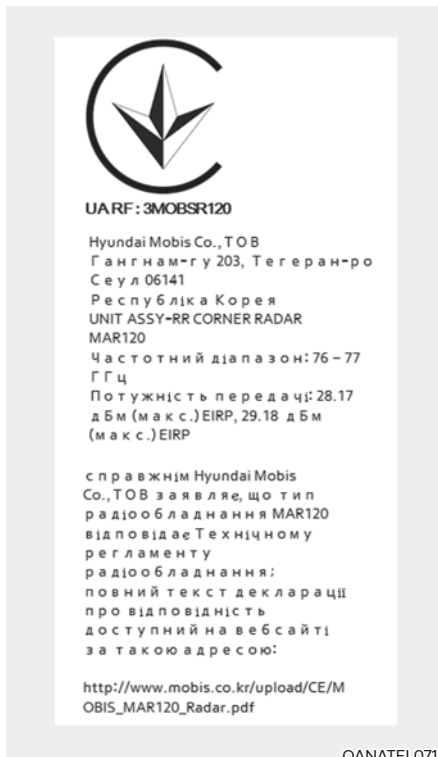 UA RF : 3MOBSR120
Hyundai Mobis Co., ТОВ
Гангнам-гу 203, Тегеран-ро
Сеул 06141
Республіка Корея
UNIT ASSY-RR CORNER RADAR
MAR120
Частотний діапазон: 76 – 77
ГГц
Потужність передачі: 28.17
дБм (макс.) EIRP, 29.18 дБм
(макс.) EIRP
справжнім Hyundai Mobis
Co., ТОВ заявляє, що тип
радіообладнання MAR120
відповідає Технічному
регламенту
радіообладнання;
повний текст декларації
про відповідність
доступний на вебсайті
за такою адресою:
http://www.mobis.co.kr/upload/CE/M
OBIS_MAR120_Radar.pdf
OANATEL071